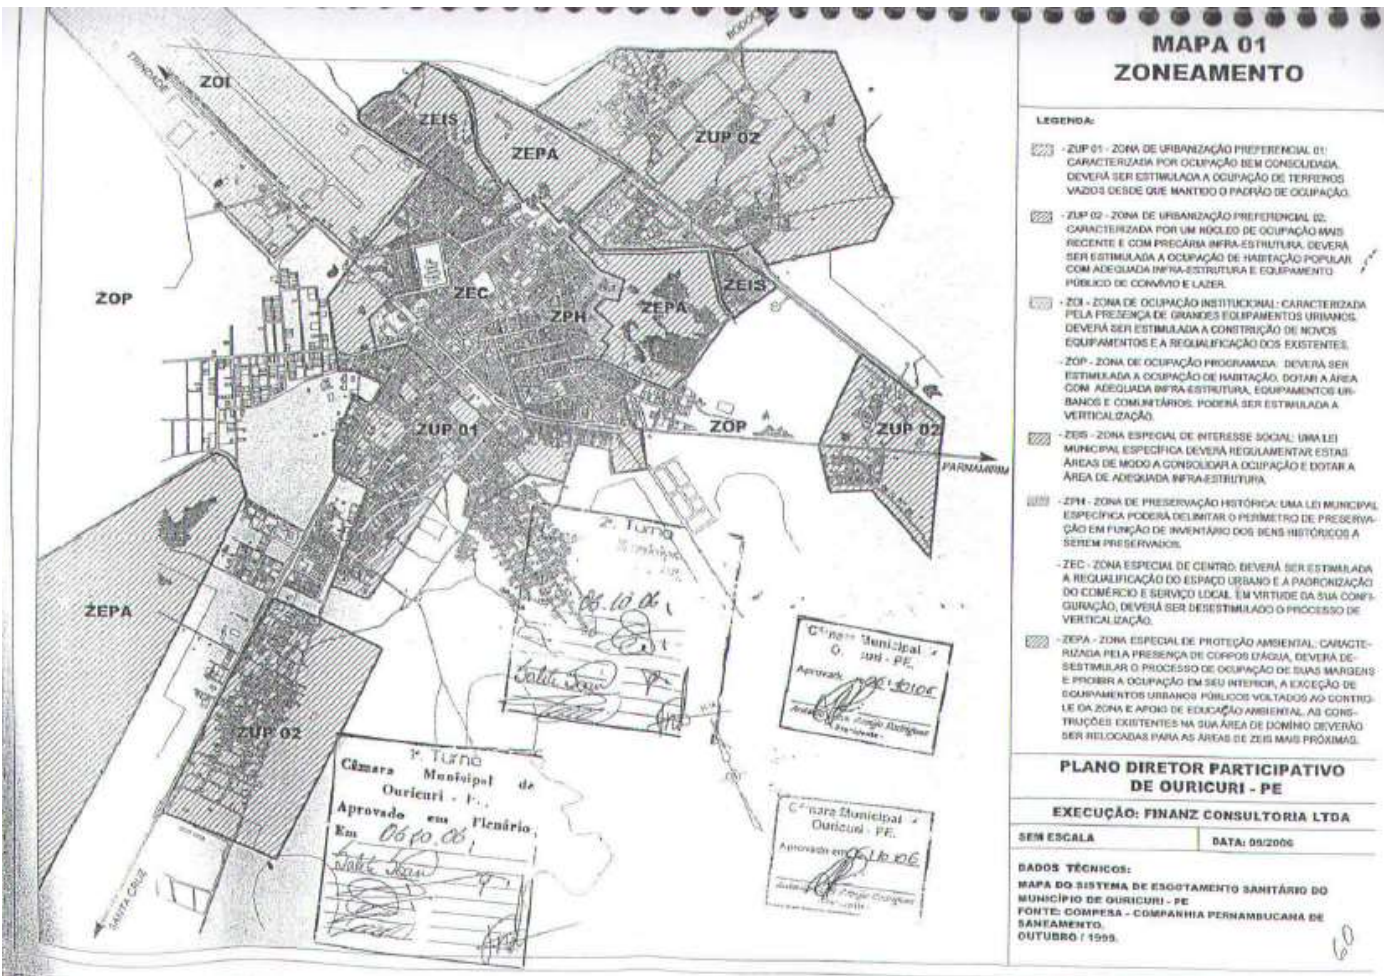 MAPA 01
ZONEAMENTO
LEGENDA:
- ZUP 01 - ZONA DE URBANIZAÇÃO PREFERENCIAL 01:
CARACTERIZADA POR OCUPAÇÃO BEM CONSOLIDADA.
DEVERÁ SER ESTIMULADA A OCUPAÇÃO DE TERRENOS
VAZIOS DESDE QUE MANTIDO O PADRÃO DE OCUPAÇÃO.
- ZUP 02 - ZONA DE URBANIZAÇÃO PREFERENCIAL 02:
CARACTERIZADA POR UM NÚCLEO DE OCUPAÇÃO MAIS
RECENTE E COM PRECÁRIA INFRA-ESTRUTURA. DEVERÁ
SER ESTIMULADA A OCUPAÇÃO DE HABITAÇÃO POPULAR
COM ADEQUADA INFRA-ESTRUTURA E EQUIPAMENTO
PÚBLICO DE CONVÍVIO E LAZER.
- ZOI - ZONA DE OCUPAÇÃO INSTITUCIONAL: CARACTERIZADA
PELA PRESENÇA DE GRANDES EQUIPAMENTOS URBANOS.
DEVERÁ SER ESTIMULADA A CONSTRUÇÃO DE NOVOS
EQUIPAMENTOS E A REQUALIFICAÇÃO DOS EXISTENTES.
- ZOP - ZONA DE OCUPAÇÃO PROGRAMADA: DEVERÁ SER
ESTIMULADA A OCUPAÇÃO DE HABITAÇÃO. DOTAR A ÁREA
COM ADEQUADA INFRA-ESTRUTURA, EQUIPAMENTOS UR-
BANOS E COMUNITÁRIOS. PODERÁ SER ESTIMULADA A
VERTICALIZAÇÃO.
- ZEIS - ZONA ESPECIAL DE INTERESSE SOCIAL: UMA LEI
MUNICIPAL ESPECÍFICA DEVERÁ REGULAMENTAR ESTAS
ÁREAS DE MODO A CONSOLIDAR A OCUPAÇÃO E DOTAR A
ÁREA DE ADEQUADA INFRA-ESTRUTURA
- ZPH - ZONA DE PRESERVAÇÃO HISTÓRICA: UMA LEI MUNICIPAL
ESPECÍFICA PODERÁ DELIMITAR O PERÍMETRO DE PRESERVA-
ÇÃO EM FUNÇÃO DE INVENTÁRIO DOS BENS HISTÓRICOS A
SEREM PRESERVADOS.
- ZEC - ZONA ESPECIAL DE CENTRO: DEVERÁ SER ESTIMULADA
A REQUALIFICAÇÃO DO ESPAÇO URBANO E A PADRONIZAÇÃO
DO COMÉRCIO E SERVIÇO LOCAL. EM VIRTUDE DA SUA CONFI-
GURAÇÃO, DEVERÁ SER DESESTIMULADO O PROCESSO DE
VERTICALIZAÇÃO.
- ZEPA - ZONA ESPECIAL DE PROTEÇÃO AMBIENTAL: CARACTE-
RIZADA PELA PRESENÇA DE CORPOS D'ÁGUA, DEVERÁ DE-
SESTIMULAR O PROCESSO DE OCUPAÇÃO DE SUAS MARGENS
E PROIBIR A OCUPAÇÃO EM SEU INTERIOR, A EXCEÇÃO DE
EQUIPAMENTOS URBANOS PÚBLICOS VOLTADOS AO CONTRO-
LE DA ZONA E APOIO DE EDUCAÇÃO AMBIENTAL. AS CONS-
TRUÇÕES EXISTENTES NA SUA ÁREA DE DOMÍNIO DEVERÃO
SER RELOCADAS PARA AS ÁREAS DE ZEIS MAIS PRÓXIMAS.
PLANO DIRETOR PARTICIPATIVO
DE OURICURI - PE
EXECUÇÃO: FINANZ CONSULTORIA LTDA
SEM ESCALA
DATA: 09/2006
DADOS TÉCNICOS:
MAPA DO SISTEMA DE ESGOTAMENTO SANITÁRIO DO
MUNICÍPIO DE OURICURI - PE
FONTE: COMPESA - COMPANHIA PERNAMBUCANA DE
SANEAMENTO.
OUTUBRO / 1999.
60
BODOCÓ
TRINDADE
ZOI
ZEIS
ZEPA
ZUP 02
ZOP
ZEC
ZPH
ZEPA
ZEIS
ZUP 01
ZOP
ZUP 02
PARNAMIRIM
ZEPA
ZUP 02
SANTA CRUZ
2º. Turno
06.10.06
1º. Turno
Câmara Municipal de
Ouricuri - P
Aprovado em Plenário
Em 06.10.06
Municipal
Aprovado 06/10/06
Presidente
Câmara Municipal
Ouricuri - PE.
Aprovado em 06/10/06